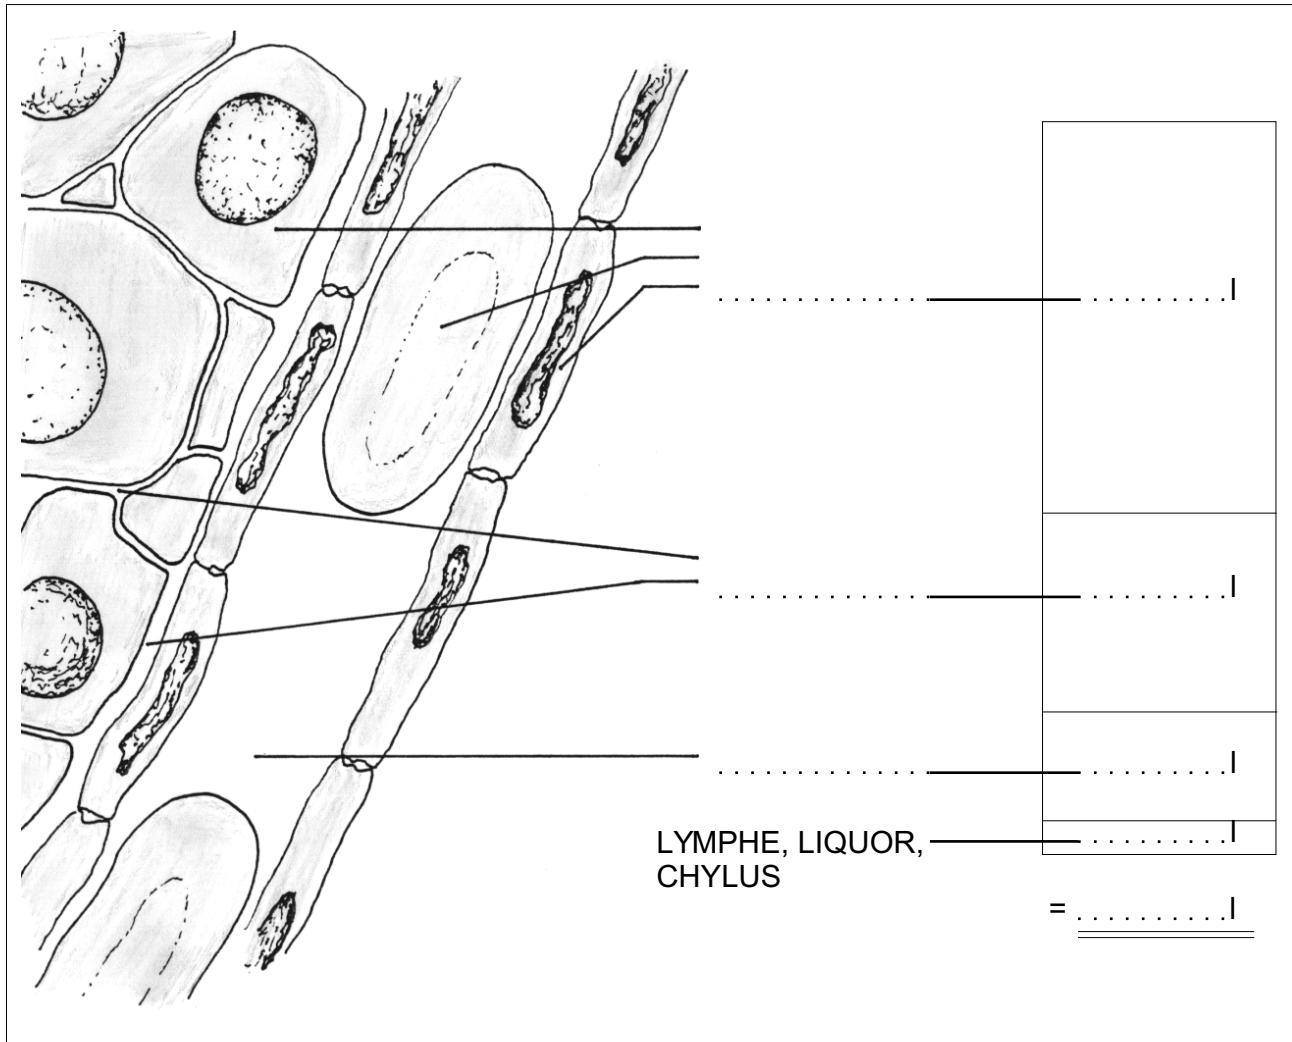 . . . . . . . . . . . . . . . . . . . . . . . l
. . . . . . . . . . . . . . . . . . . . . . . l
. . . . . . . . . . . . . . . . . . . . . . . l
LYMPHE, LIQUOR, . . . . . . . . . l
CHYLUS
= . . . . . . . . . . l